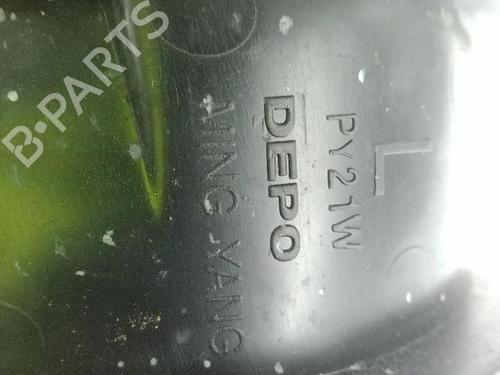 L
PY21W
DEPO
MING YANG
B-PARTS